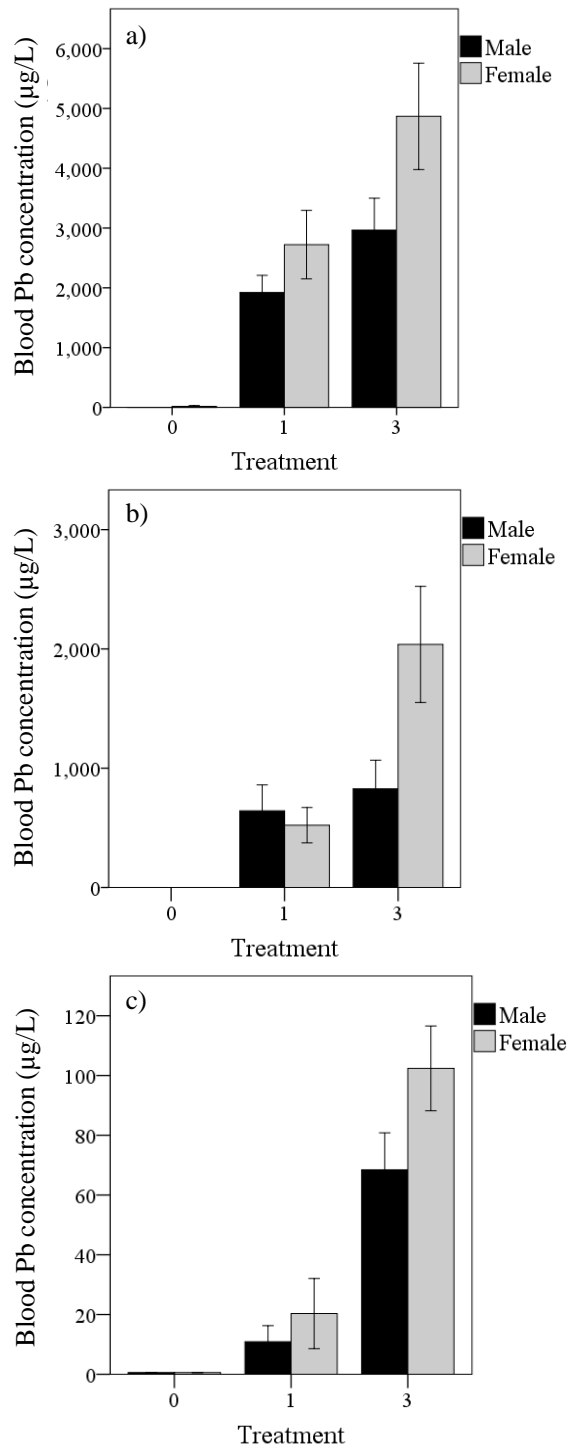 a)
Male
Female
Blood Pb concentration (µg/L)
6,000
5,000
4,000
3,000
2,000
1,000
0
0 1 3
Treatment
b)
Male
Female
Blood Pb concentration (µg/L)
3,000
2,000
1,000
0
0 1 3
Treatment
c)
Male
Female
Blood Pb concentration (µg/L)
120
100
80
60
40
20
0
0 1 3
Treatment